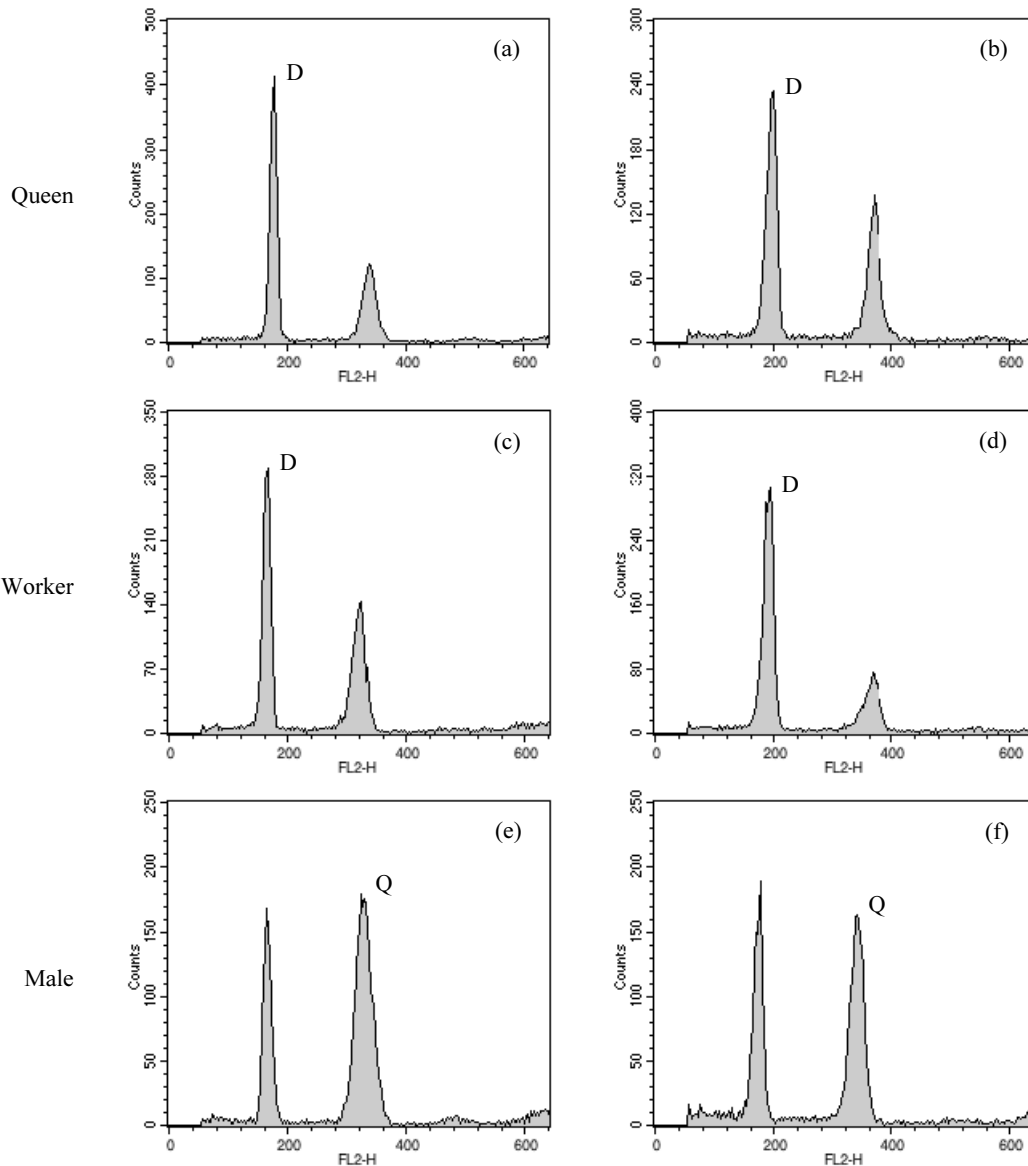 Queen
(a)
D
Counts
500
400
300
200
100
0
0 200 400 600
FL2-H
(b)
D
Counts
300
240
180
120
60
0
0 200 400 600
FL2-H
Worker
(c)
D
Counts
350
280
210
140
70
0
0 200 400 600
FL2-H
(d)
D
Counts
400
320
240
160
80
0
0 200 400 600
FL2-H
Male
(e)
Q
Counts
250
200
150
100
50
0
0 200 400 600
FL2-H
(f)
Q
Counts
250
200
150
100
50
0
0 200 400 600
FL2-H